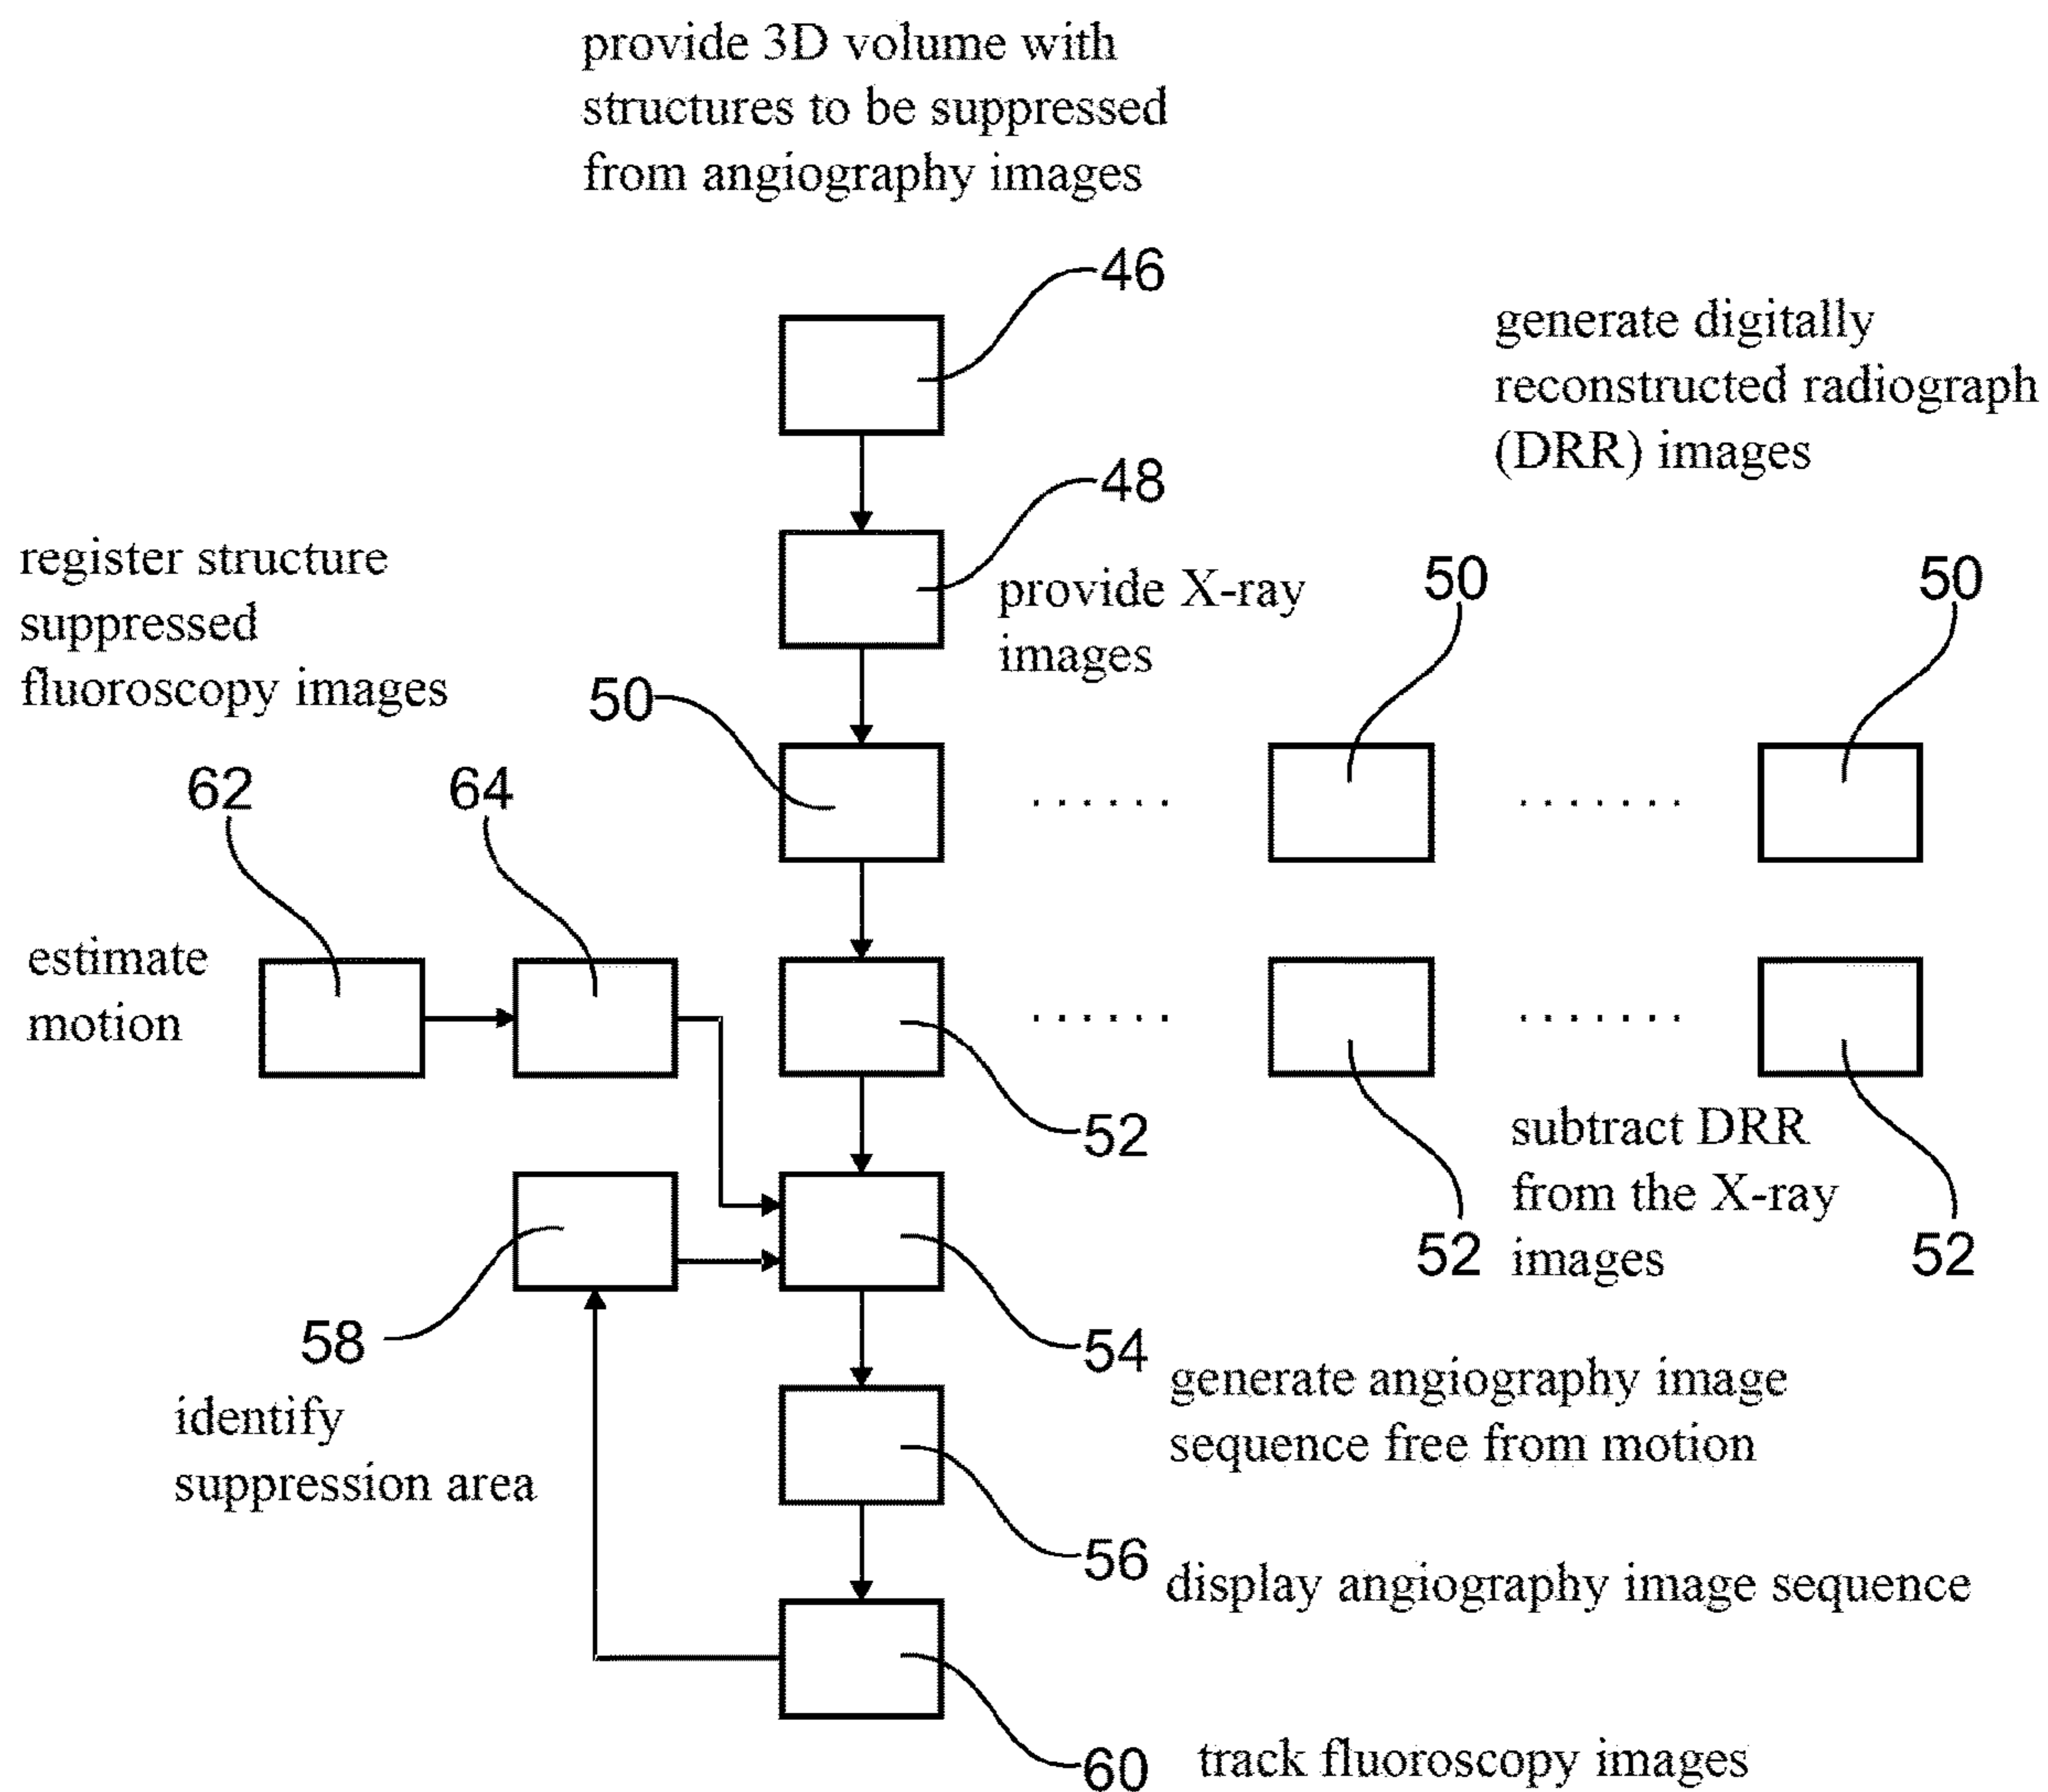 provide 3D volume with
structures to be suppressed
from angiography images
46
generate digitally
reconstructed radiograph
(DRR) images
48
provide X-ray
images
register structure
suppressed
fluoroscopy images
50
50
50
62
64
estimate
motion
52
subtract DRR
from the X-ray
images
52
52
58
identify
suppression area
54
generate angiography image
sequence free from motion
56
display angiography image sequence
60
track fluoroscopy images